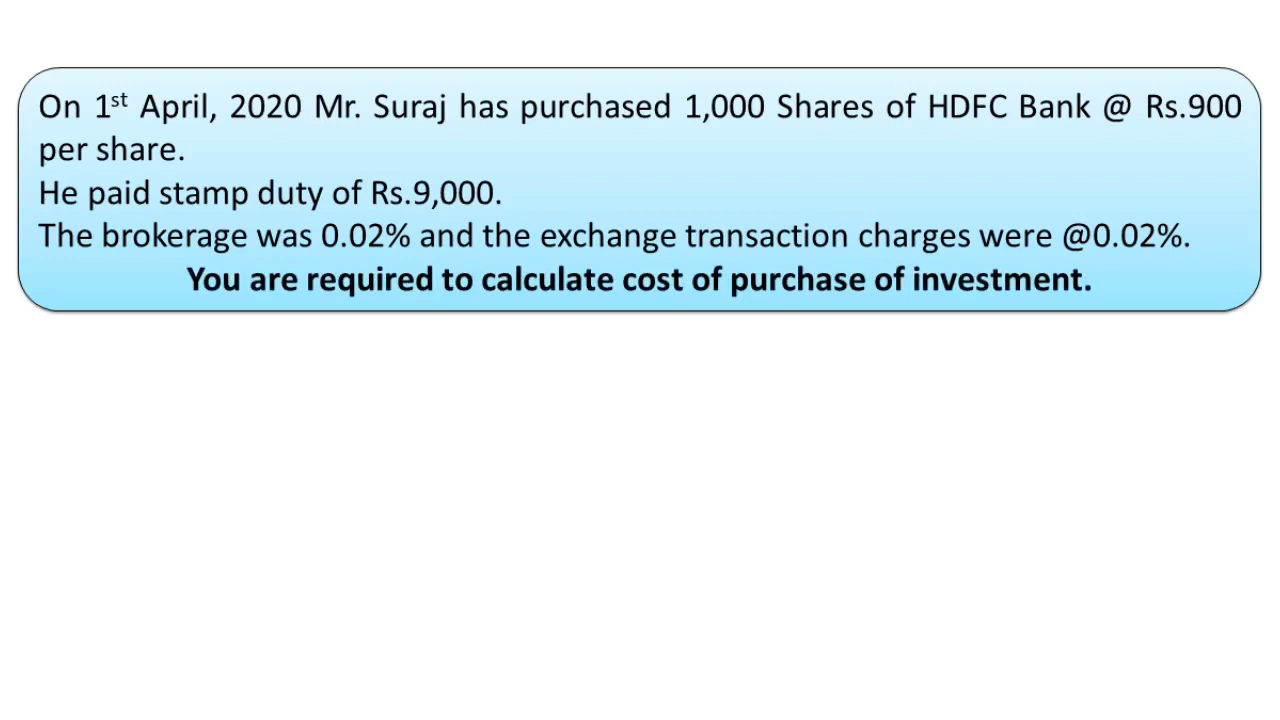 On 1st April, 2020 Mr. Suraj has purchased 1,000 Shares of HDFC Bank @ Rs.900
per share.
He paid stamp duty of Rs.9,000.
The brokerage was 0.02% and the exchange transaction charges were @0.02%.
You are required to calculate cost of purchase of investment.